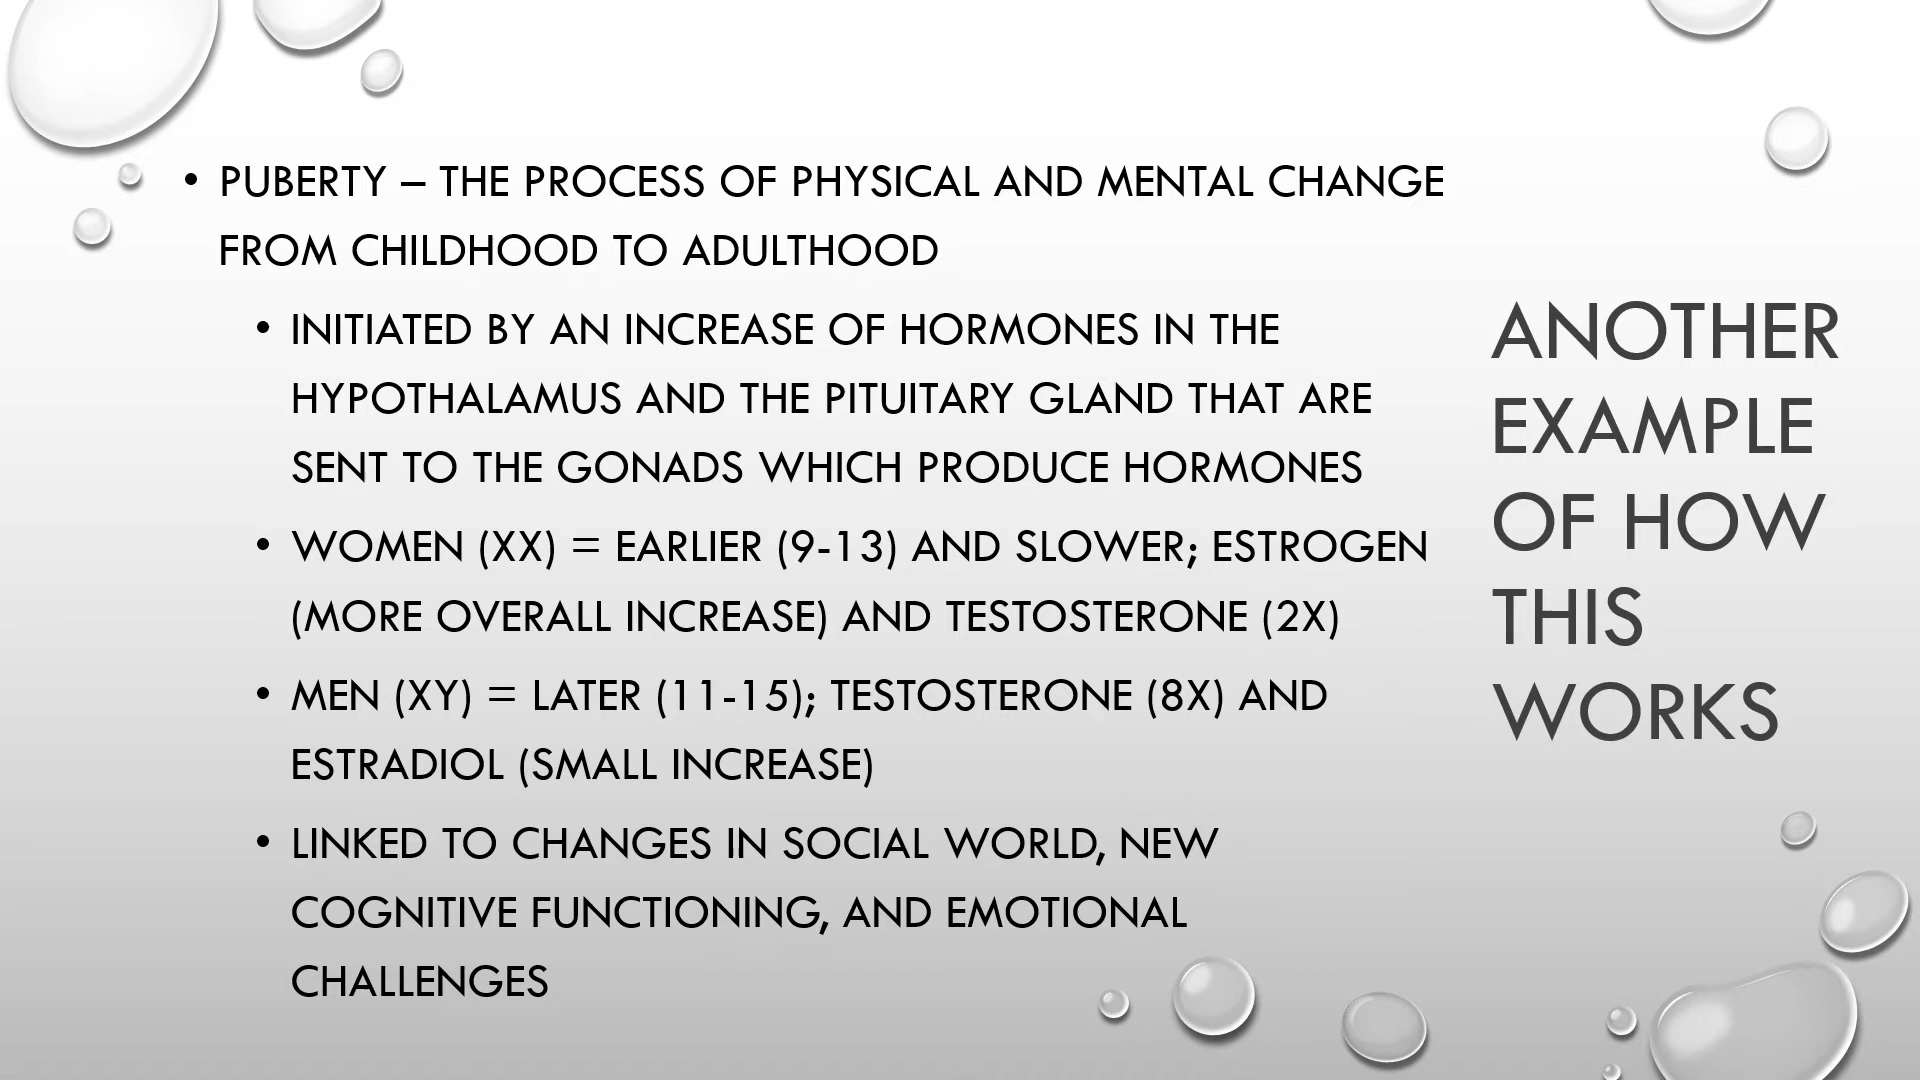 • PUBERTY – THE PROCESS OF PHYSICAL AND MENTAL CHANGE
FROM CHILDHOOD TO ADULTHOOD
• INITIATED BY AN INCREASE OF HORMONES IN THE
HYPOTHALAMUS AND THE PITUITARY GLAND THAT ARE
SENT TO THE GONADS WHICH PRODUCE HORMONES
• WOMEN (XX) = EARLIER (9-13) AND SLOWER; ESTROGEN
(MORE OVERALL INCREASE) AND TESTOSTERONE (2X)
• MEN (XY) = LATER (11-15); TESTOSTERONE (8X) AND
ESTRADIOL (SMALL INCREASE)
• LINKED TO CHANGES IN SOCIAL WORLD, NEW
COGNITIVE FUNCTIONING, AND EMOTIONAL
CHALLENGES
ANOTHER
EXAMPLE
OF HOW
THIS
WORKS